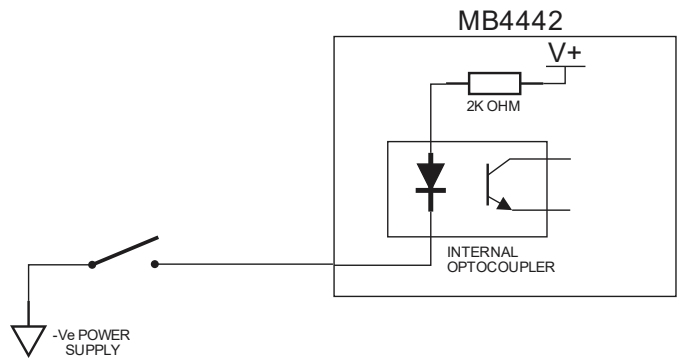 MB4442
V+
2K OHM
INTERNAL
OPTOCOUPLER
-Ve POWER
SUPPLY